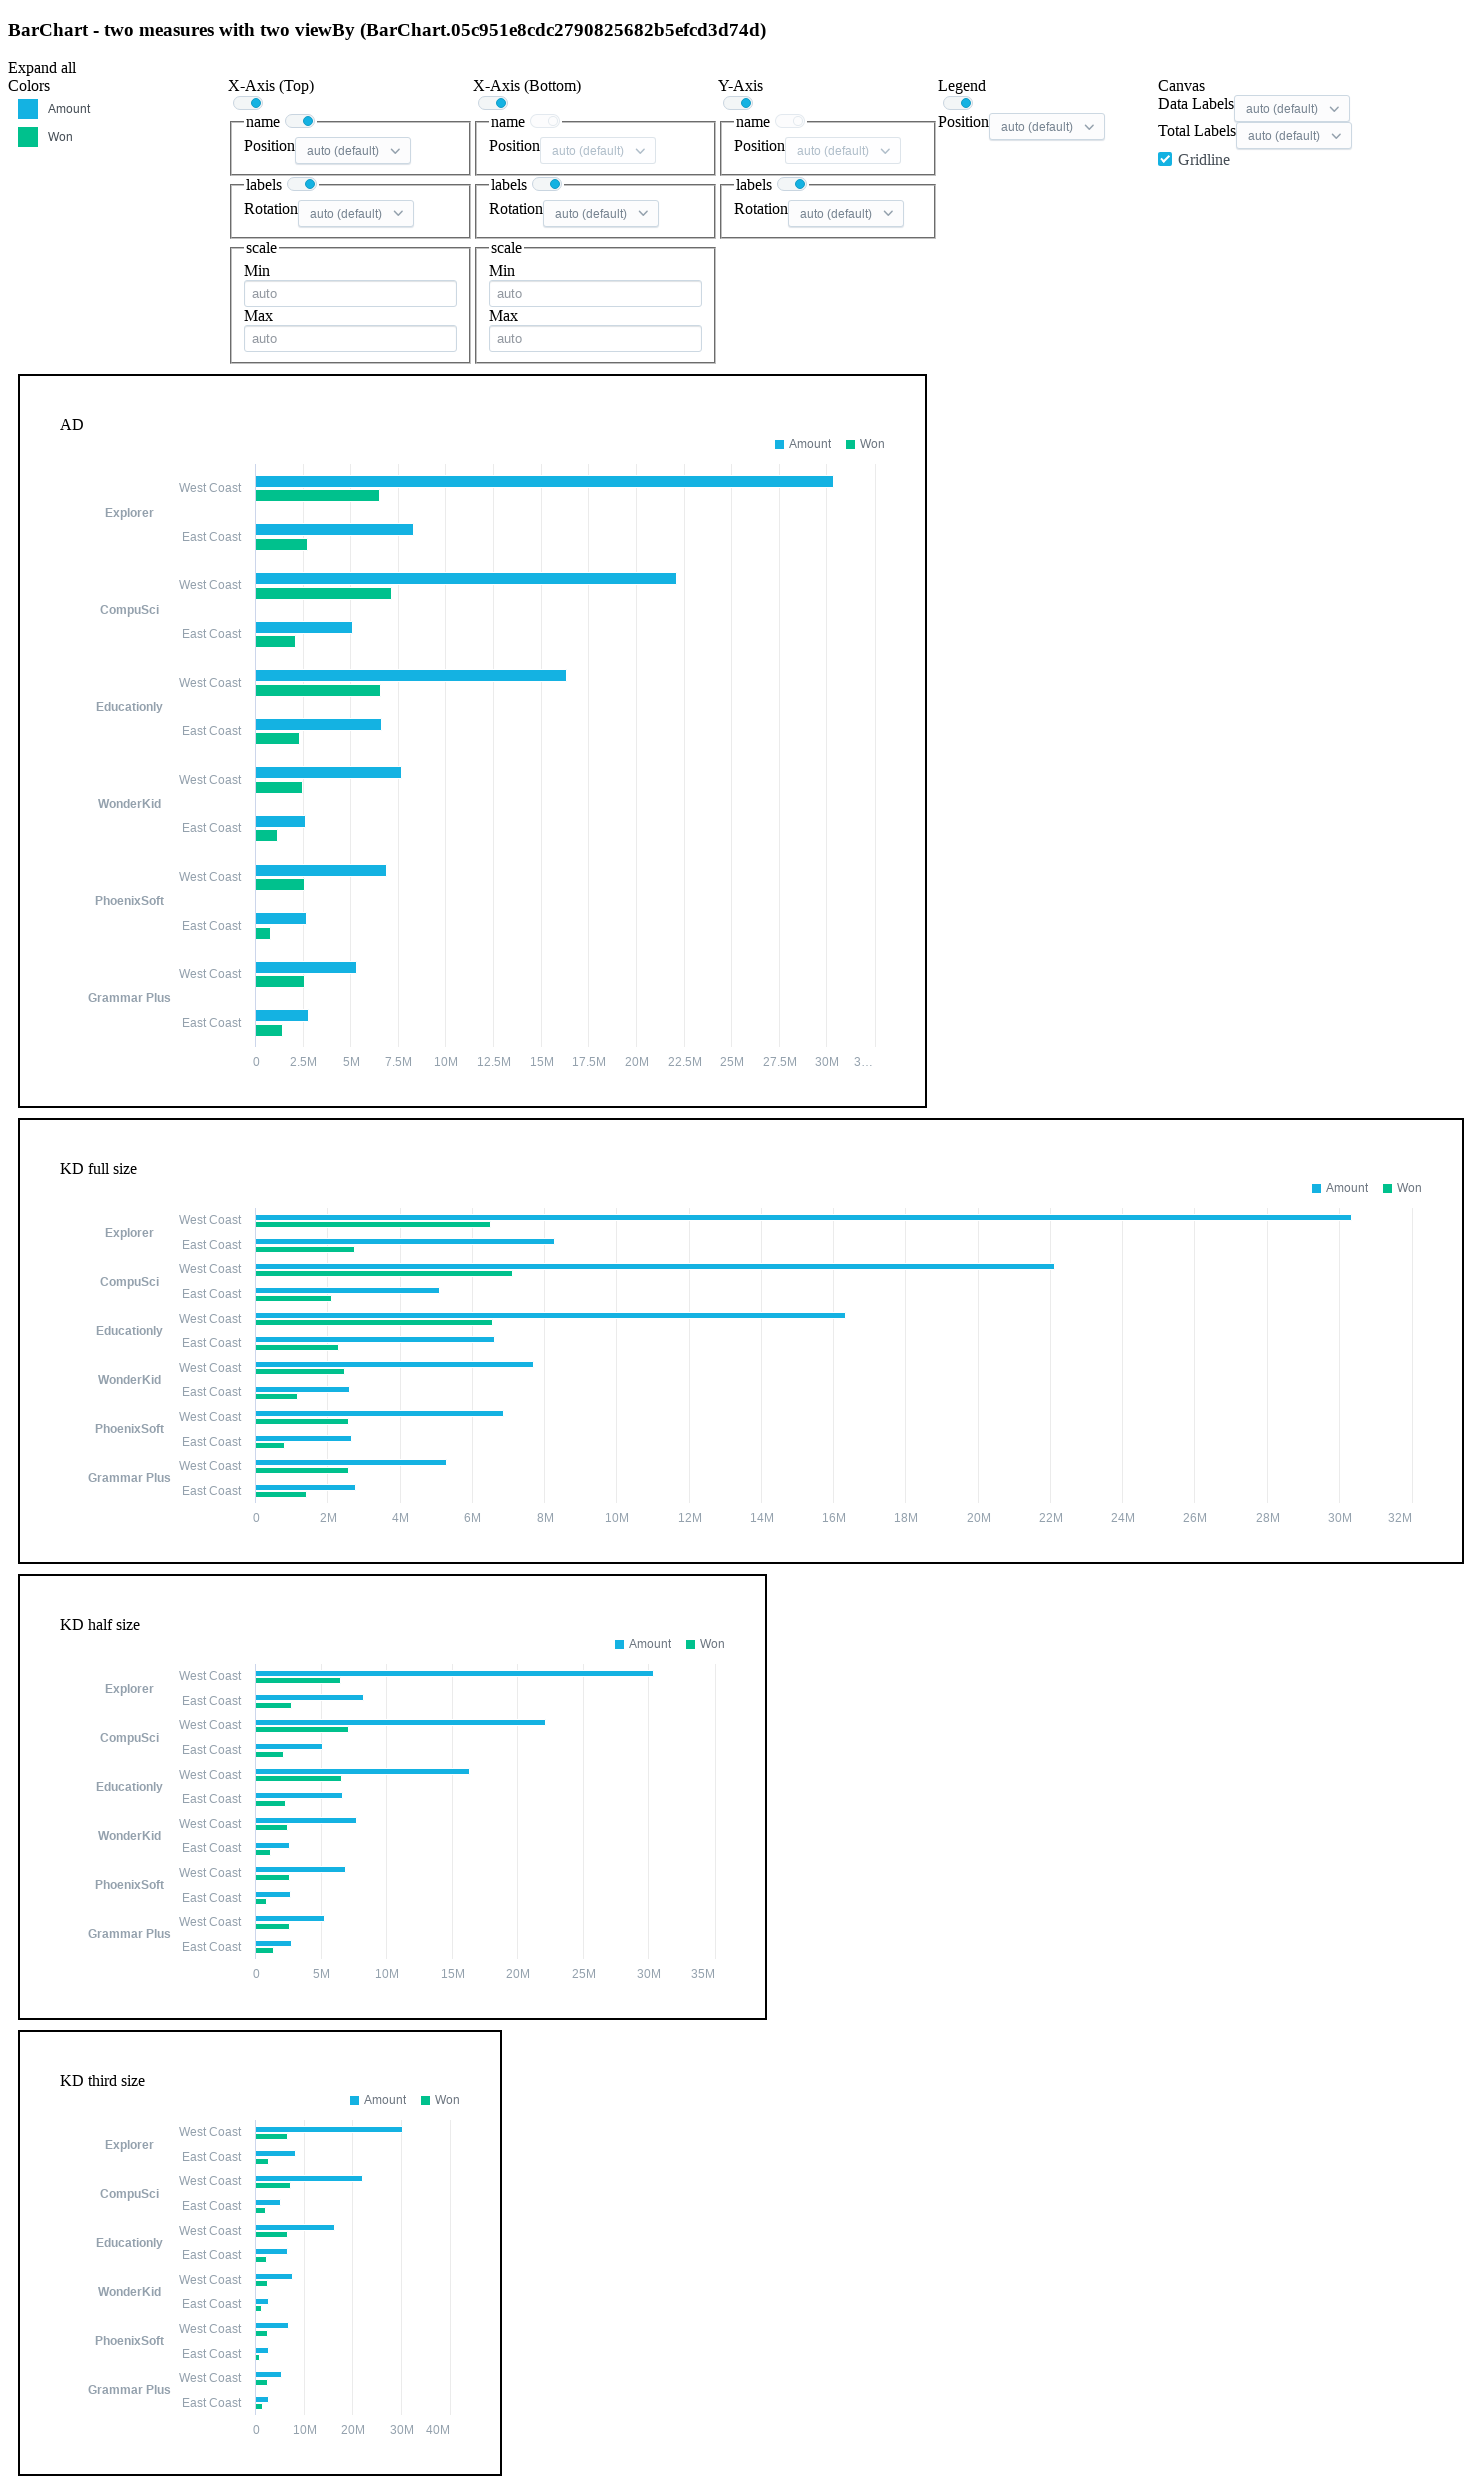 BarChart - two measures with two viewBy (BarChart.05c951e8cdc2790825682b5efcd3d74d)
Expand all
Colors
Amount
Won
X-Axis (Top)
name
Position auto (default)
labels
Rotation auto (default)
scale
Min
auto
Max
auto
X-Axis (Bottom)
name
Position auto (default)
labels
Rotation auto (default)
scale
Min
auto
Max
auto
Y-Axis
name
Position auto (default)
labels
Rotation auto (default)
Legend
Position auto (default)
Canvas
Data Labels auto (default)
Total Labels auto (default)
Gridline
AD
Amount Won
West Coast
Explorer
East Coast
West Coast
CompuSci
East Coast
West Coast
Educationly
East Coast
West Coast
WonderKid
East Coast
West Coast
PhoenixSoft
East Coast
West Coast
Grammar Plus
East Coast
0 2.5M 5M 7.5M 10M 12.5M 15M 17.5M 20M 22.5M 25M 27.5M 30M 3…
KD full size
Amount Won
West Coast
Explorer
East Coast
West Coast
CompuSci
East Coast
West Coast
Educationly
East Coast
West Coast
WonderKid
East Coast
West Coast
PhoenixSoft
East Coast
West Coast
Grammar Plus
East Coast
0 2M 4M 6M 8M 10M 12M 14M 16M 18M 20M 22M 24M 26M 28M 30M 32M
KD half size
Amount Won
West Coast
Explorer
East Coast
West Coast
CompuSci
East Coast
West Coast
Educationly
East Coast
West Coast
WonderKid
East Coast
West Coast
PhoenixSoft
East Coast
West Coast
Grammar Plus
East Coast
0 5M 10M 15M 20M 25M 30M 35M
KD third size
Amount Won
West Coast
Explorer
East Coast
West Coast
CompuSci
East Coast
West Coast
Educationly
East Coast
West Coast
WonderKid
East Coast
West Coast
PhoenixSoft
East Coast
West Coast
Grammar Plus
East Coast
0 10M 20M 30M 40M